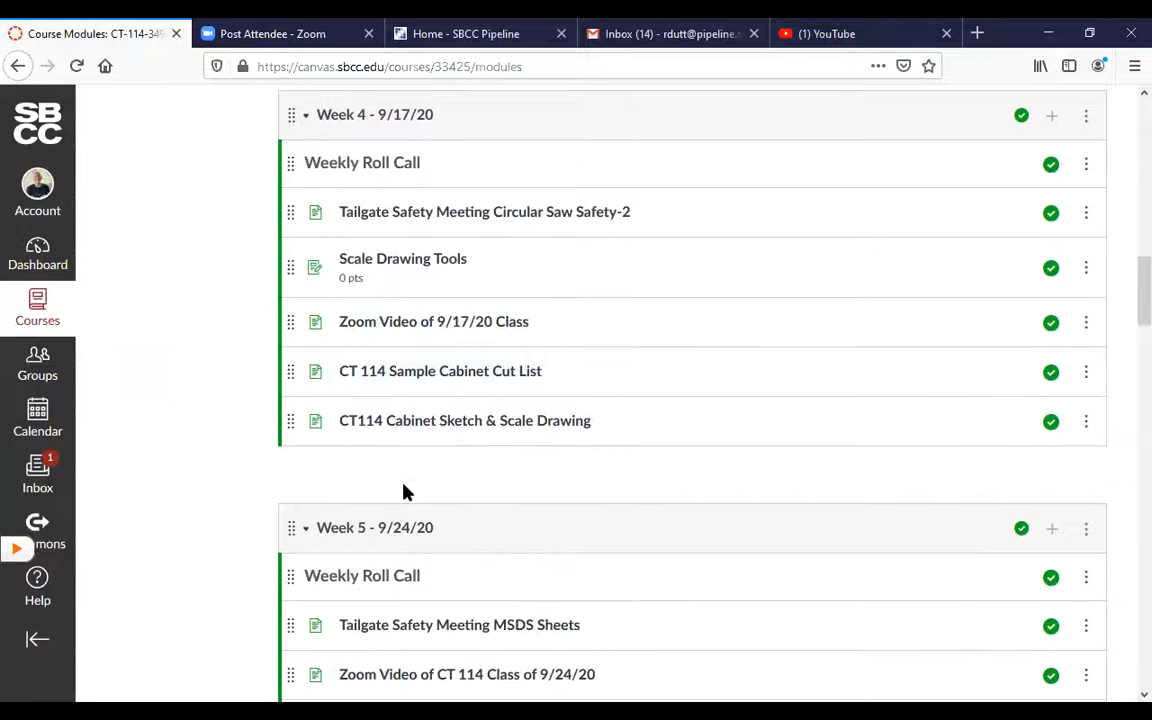 Course Modules: CT-114-349
Post Attendee - Zoom
Home - SBCC Pipeline
Inbox (14) - rdutt@pipeline.s
(1) YouTube
https://canvas.sbcc.edu/courses/33425/modules
SB
CC
Account
Dashboard
Courses
Groups
Calendar
1
Inbox
mons
Help
Week 4 - 9/17/20
Weekly Roll Call
Tailgate Safety Meeting Circular Saw Safety-2
Scale Drawing Tools
0 pts
Zoom Video of 9/17/20 Class
CT 114 Sample Cabinet Cut List
CT114 Cabinet Sketch & Scale Drawing
Week 5 - 9/24/20
Weekly Roll Call
Tailgate Safety Meeting MSDS Sheets
Zoom Video of CT 114 Class of 9/24/20